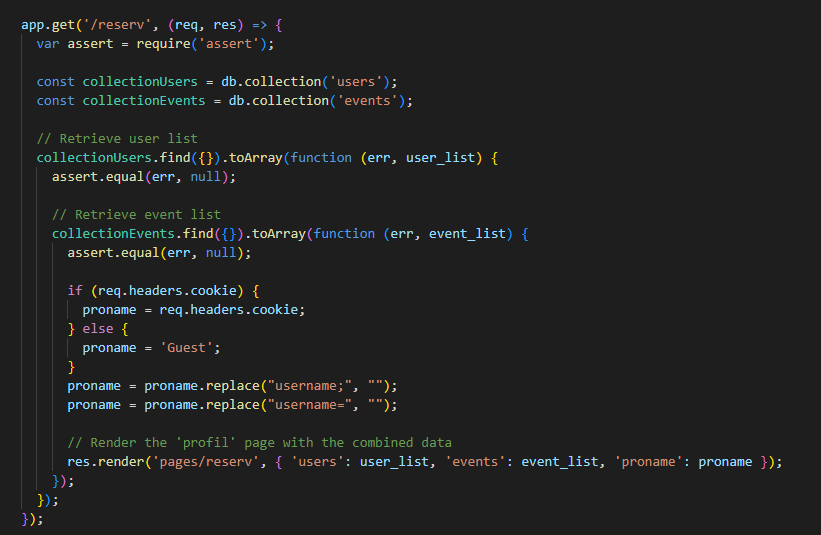 app.get('/reserv', (req, res) => {
  var assert = require('assert');

  const collectionUsers = db.collection('users');
  const collectionEvents = db.collection('events');

  // Retrieve user list
  collectionUsers.find({}).toArray(function (err, user_list) {
    assert.equal(err, null);

    // Retrieve event list
    collectionEvents.find({}).toArray(function (err, event_list) {
      assert.equal(err, null);

      if (req.headers.cookie) {
        proname = req.headers.cookie;
      } else {
        proname = 'Guest';
      }
      proname = proname.replace("username;", "");
      proname = proname.replace("username=", "");

      // Render the 'profil' page with the combined data
      res.render('pages/reserv', { 'users': user_list, 'events': event_list, 'proname': proname });
    });
  });
});